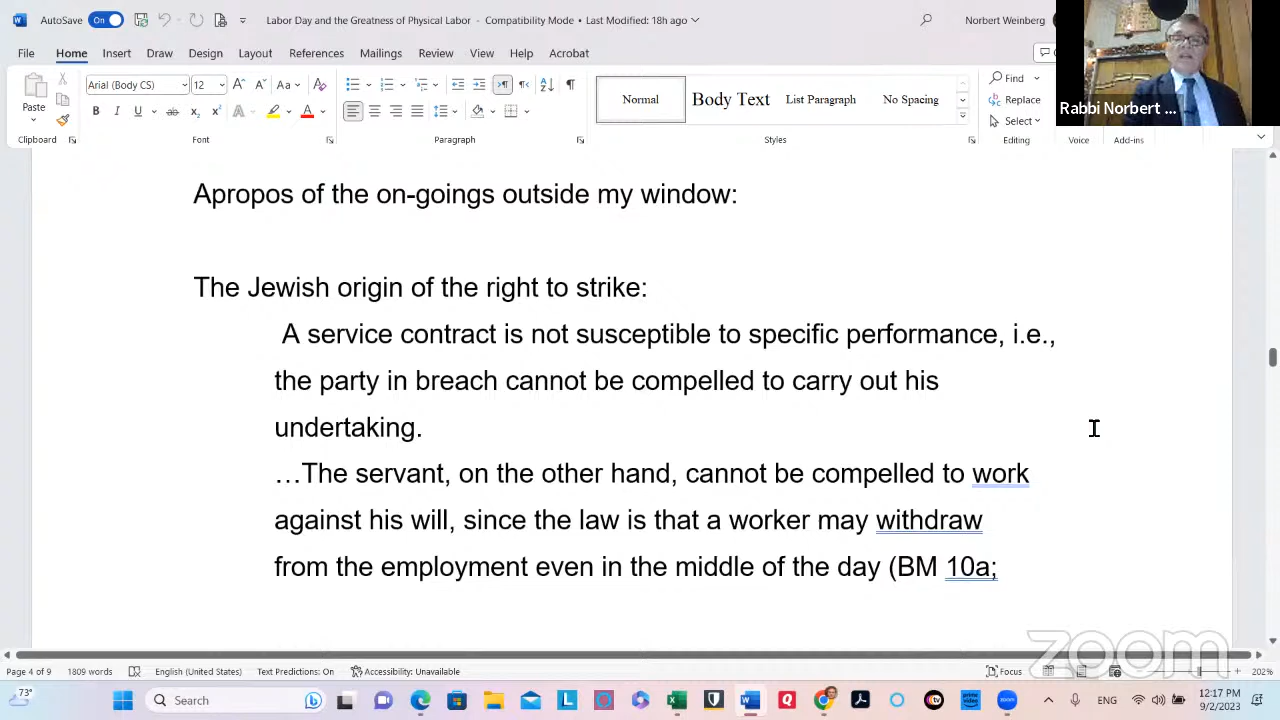 AutoSave On Labor Day and the Greatness of Physical Labor - Compatibility Mode • Last Modified: 18h ago Norbert Weinberg
File Home Insert Draw Design Layout References Mailings Review View Help Acrobat
Arial (Body CS) 12 Find
Paste Normal Body Text List Paragraph No Spacing Replace
Select
Clipboard Font Paragraph Styles Editing Voice Add-ins
Rabbi Norbert ...
Apropos of the on-goings outside my window:
The Jewish origin of the right to strike:
A service contract is not susceptible to specific performance, i.e.,
the party in breach cannot be compelled to carry out his
undertaking.
…The servant, on the other hand, cannot be compelled to work
against his will, since the law is that a worker may withdraw
from the employment even in the middle of the day (BM 10a;
zoom
Page 4 of 9 1809 words English (United States) Text Predictions: On Accessibility: Unavailable Focus 202%
73° Search 12:17 PM
9/2/2023